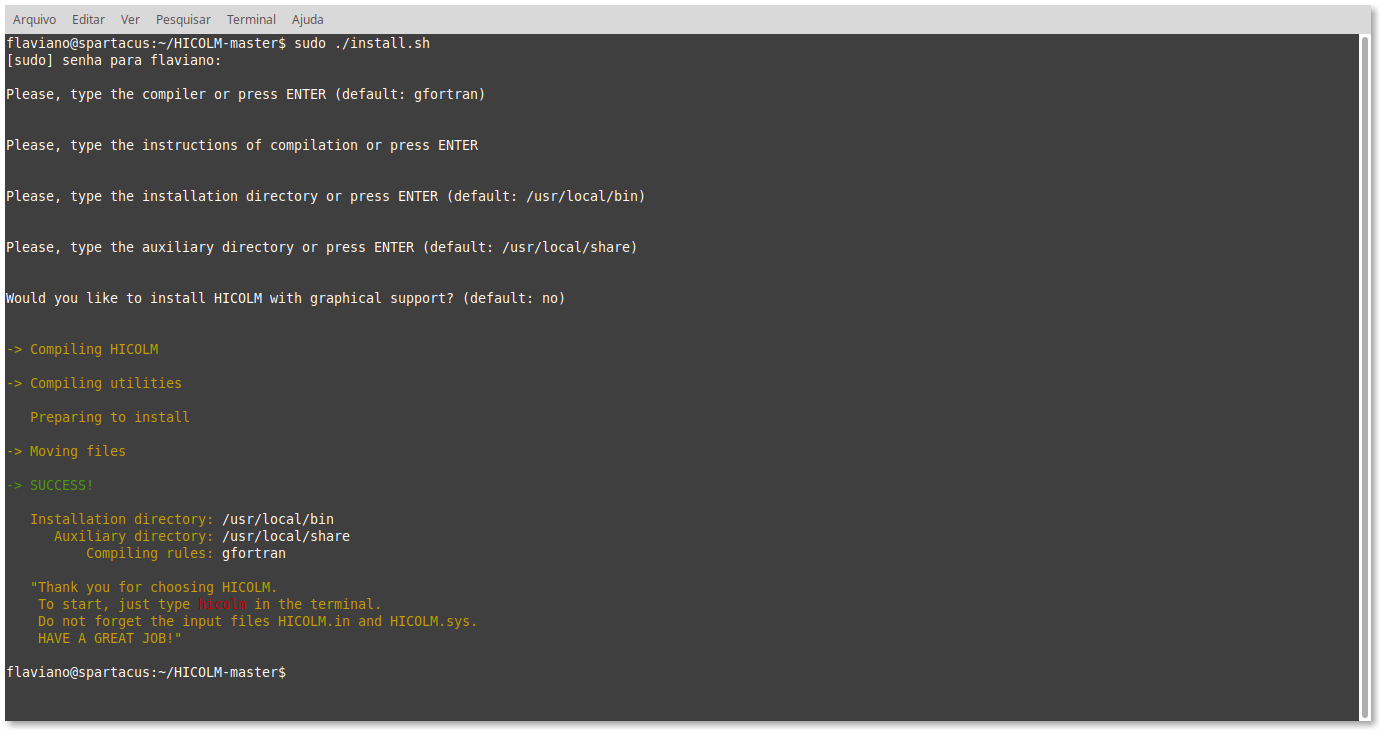 Arquivo Editar Ver Pesquisar Terminal Ajuda
flaviano@spartacus:~/HICOLM-master$ sudo ./install.sh
[sudo] senha para flaviano:
Please, type the compiler or press ENTER (default: gfortran)
Please, type the instructions of compilation or press ENTER
Please, type the installation directory or press ENTER (default: /usr/local/bin)
Please, type the auxiliary directory or press ENTER (default: /usr/local/share)
Would you like to install HICOLM with graphical support? (default: no)
-> Compiling HICOLM
-> Compiling utilities
Preparing to install
-> Moving files
-> SUCCESS!
Installation directory: /usr/local/bin
Auxiliary directory: /usr/local/share
Compiling rules: gfortran
"Thank you for choosing HICOLM.
To start, just type hicolm in the terminal.
Do not forget the input files HICOLM.in and HICOLM.sys.
HAVE A GREAT JOB!"
flaviano@spartacus:~/HICOLM-master$